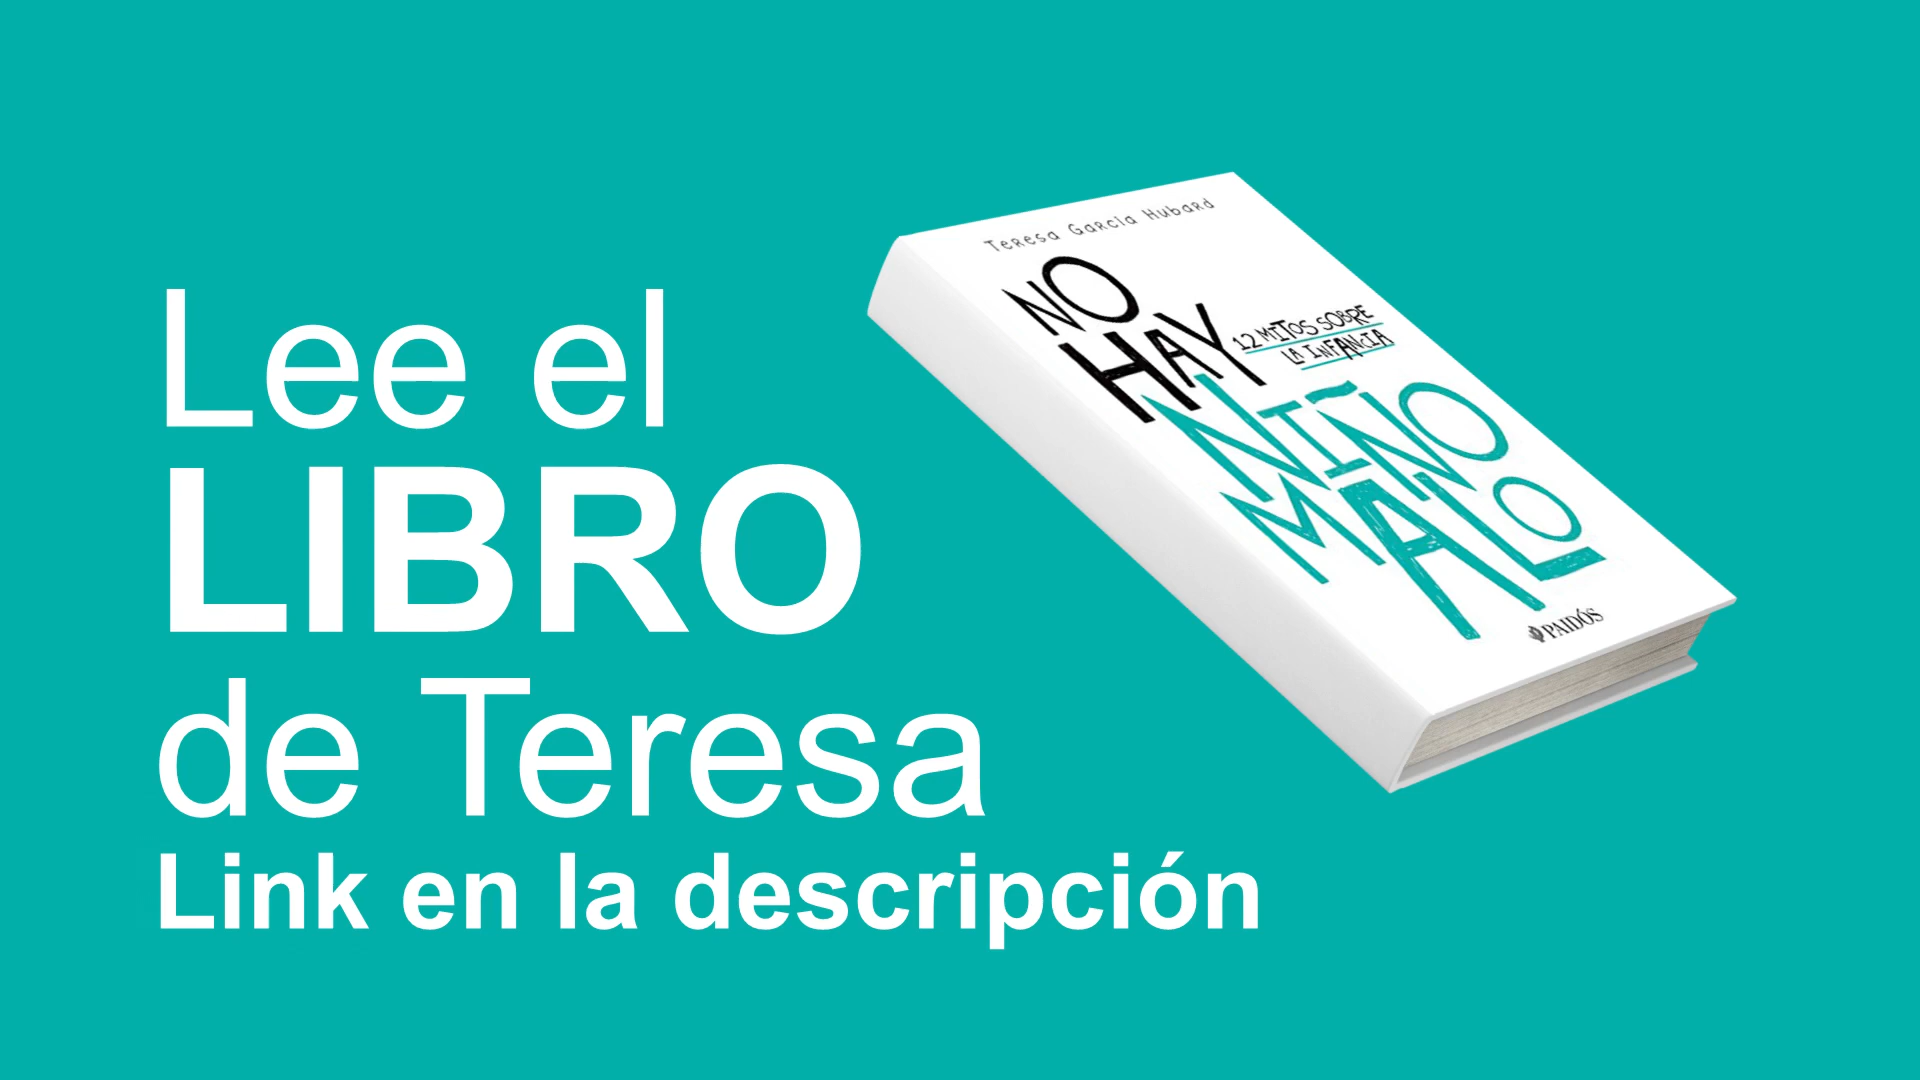 Lee el
LIBRO
de Teresa
Link en la descripción
Teresa García Hubard
NO
HAY
12 MITOS SOBRE
LA INFANCIA
NIÑO
MALO
PAIDÓS